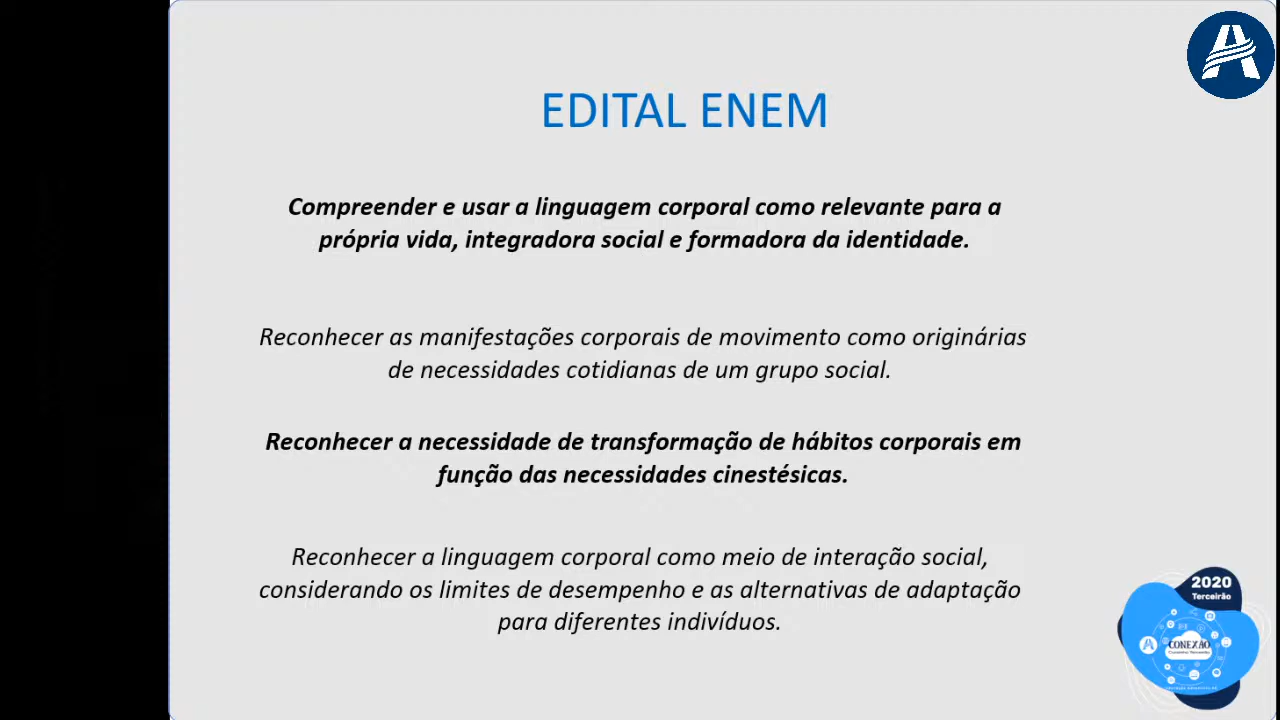 EDITAL ENEM
Compreender e usar a linguagem corporal como relevante para a
própria vida, integradora social e formadora da identidade.
Reconhecer as manifestações corporais de movimento como originárias
de necessidades cotidianas de um grupo social.
Reconhecer a necessidade de transformação de hábitos corporais em
função das necessidades cinestésicas.
Reconhecer a linguagem corporal como meio de interação social,
considerando os limites de desempenho e as alternativas de adaptação
para diferentes indivíduos.
2020
Terceirão
CONEXÃO